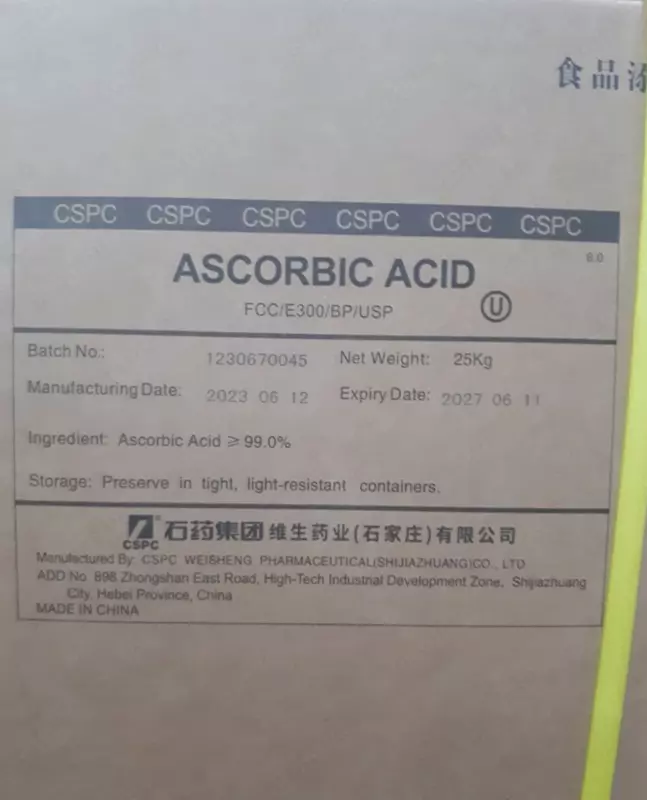 食品
CSPC CSPC CSPC CSPC CSPC CSPC
ASCORBIC ACID
FCC/E300/BP/USP
U
Batch No.: 1230670045 Net Weight: 25Kg
Manufacturing Date: 2023 06 12 Expiry Date: 2027 06 11
Ingredient: Ascorbic Acid ≥ 99.0%
Storage: Preserve in tight, light-resistant containers.
CSPC ® 石药集团 维生药业(石家庄)有限公司
Manufactured By: CSPC WEISHENG PHARMACEUTICAL(SHIJIAZHUANG)CO., LTD
ADD No. 898 Zhongshan East Road, High-Tech Industrial Development Zone, Shijiazhuang
City, Hebei Province, China
MADE IN CHINA